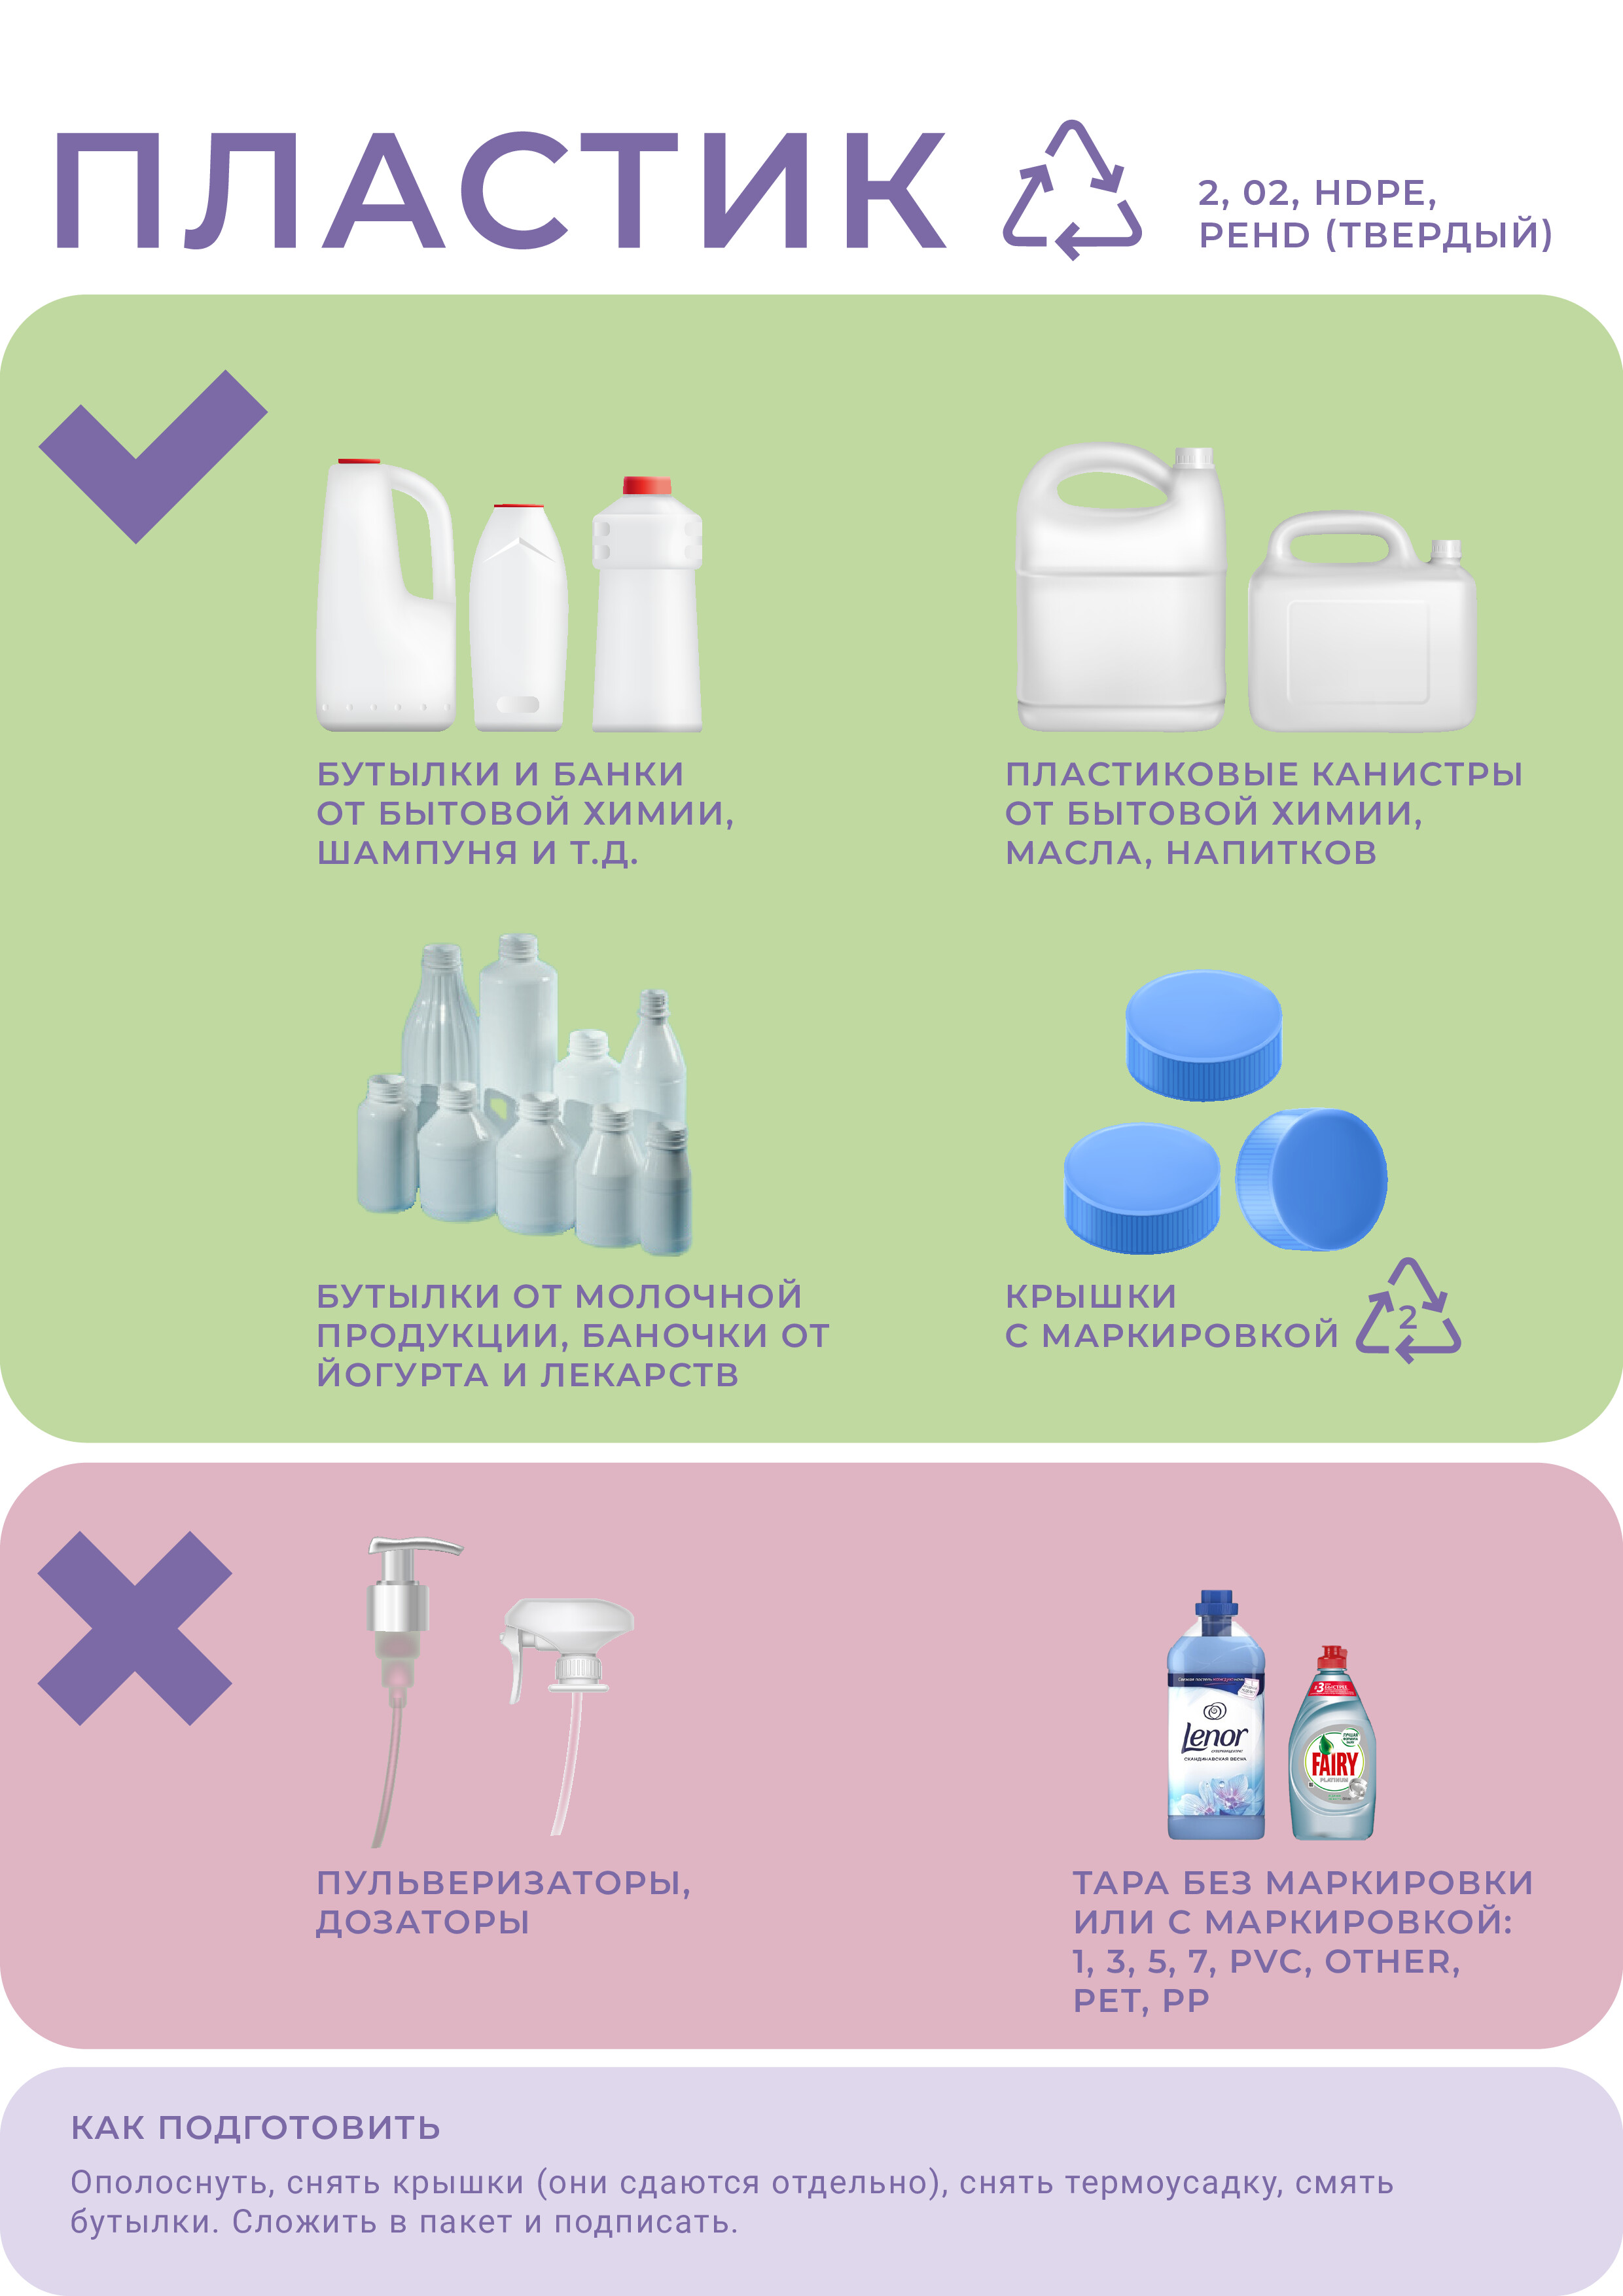 ПЛАСТИК
2, 02, HDPE,
PEHD (ТВЕРДЫЙ)
БУТЫЛКИ И БАНКИ
ОТ БЫТОВОЙ ХИМИИ,
ШАМПУНЯ И Т.Д.
ПЛАСТИКОВЫЕ КАНИСТРЫ
ОТ БЫТОВОЙ ХИМИИ,
МАСЛА, НАПИТКОВ
БУТЫЛКИ ОТ МОЛОЧНОЙ
ПРОДУКЦИИ, БАНОЧКИ ОТ
ЙОГУРТА И ЛЕКАРСТВ
КРЫШКИ
С МАРКИРОВКОЙ
2
Lenor
СКАНДИНАВСКАЯ ВЕСНА
FAIRY
PLATINUM
ПУЛЬВЕРИЗАТОРЫ,
ДОЗАТОРЫ
ТАРА БЕЗ МАРКИРОВКИ
ИЛИ С МАРКИРОВКОЙ:
1, 3, 5, 7, PVC, OTHER,
PET, PP
КАК ПОДГОТОВИТЬ
Ополоснуть, снять крышки (они сдаются отдельно), снять термоусадку, смять
бутылки. Сложить в пакет и подписать.